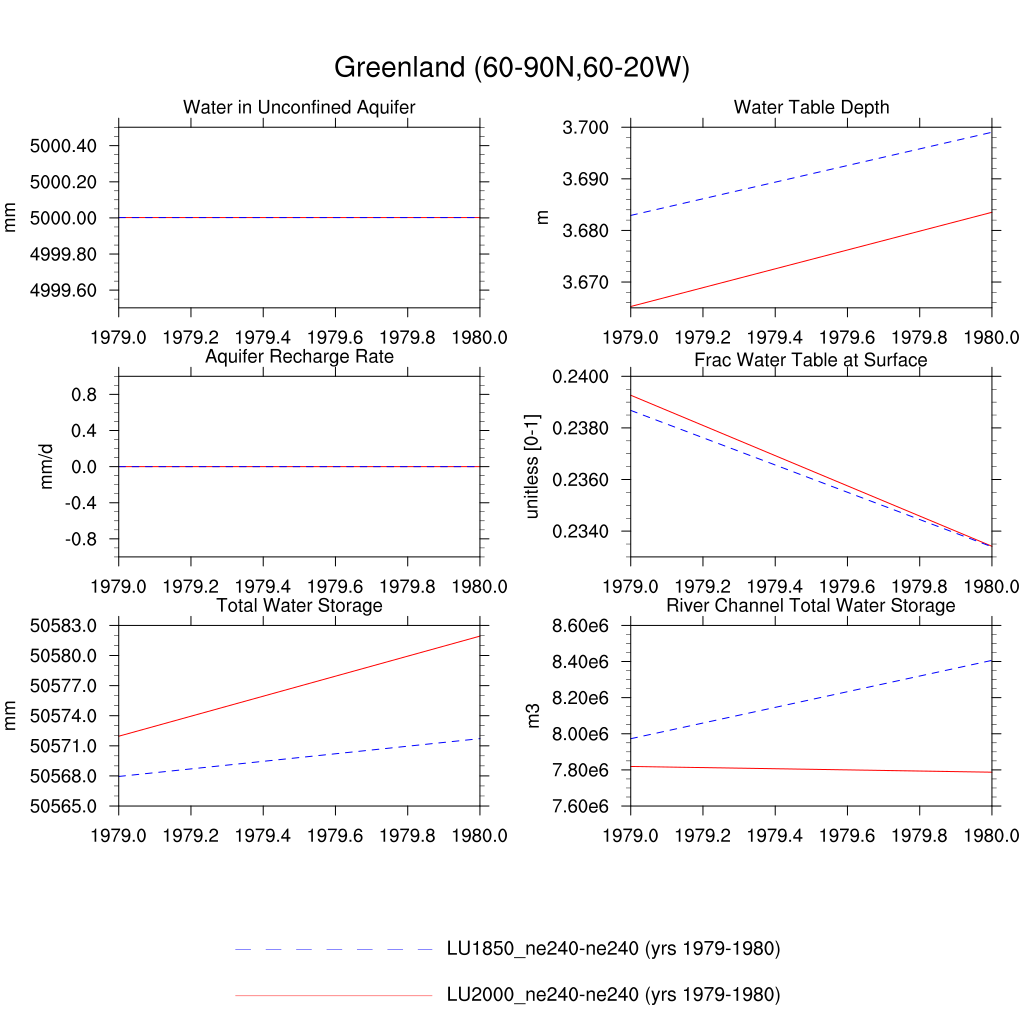 Greenland (60-90N,60-20W)
Water in Unconfined Aquifer
mm
5000.40
5000.20
5000.00
4999.80
4999.60
1979.0 1979.2 1979.4 1979.6 1979.8 1980.0
Water Table Depth
m
3.700
3.690
3.680
3.670
1979.0 1979.2 1979.4 1979.6 1979.8 1980.0
Aquifer Recharge Rate
mm/d
0.8
0.4
0.0
-0.4
-0.8
1979.0 1979.2 1979.4 1979.6 1979.8 1980.0
Frac Water Table at Surface
unitless [0-1]
0.2400
0.2380
0.2360
0.2340
1979.0 1979.2 1979.4 1979.6 1979.8 1980.0
Total Water Storage
mm
50583.0
50580.0
50577.0
50574.0
50571.0
50568.0
50565.0
1979.0 1979.2 1979.4 1979.6 1979.8 1980.0
River Channel Total Water Storage
m3
8.60e6
8.40e6
8.20e6
8.00e6
7.80e6
7.60e6
1979.0 1979.2 1979.4 1979.6 1979.8 1980.0
LU1850_ne240-ne240 (yrs 1979-1980)
LU2000_ne240-ne240 (yrs 1979-1980)